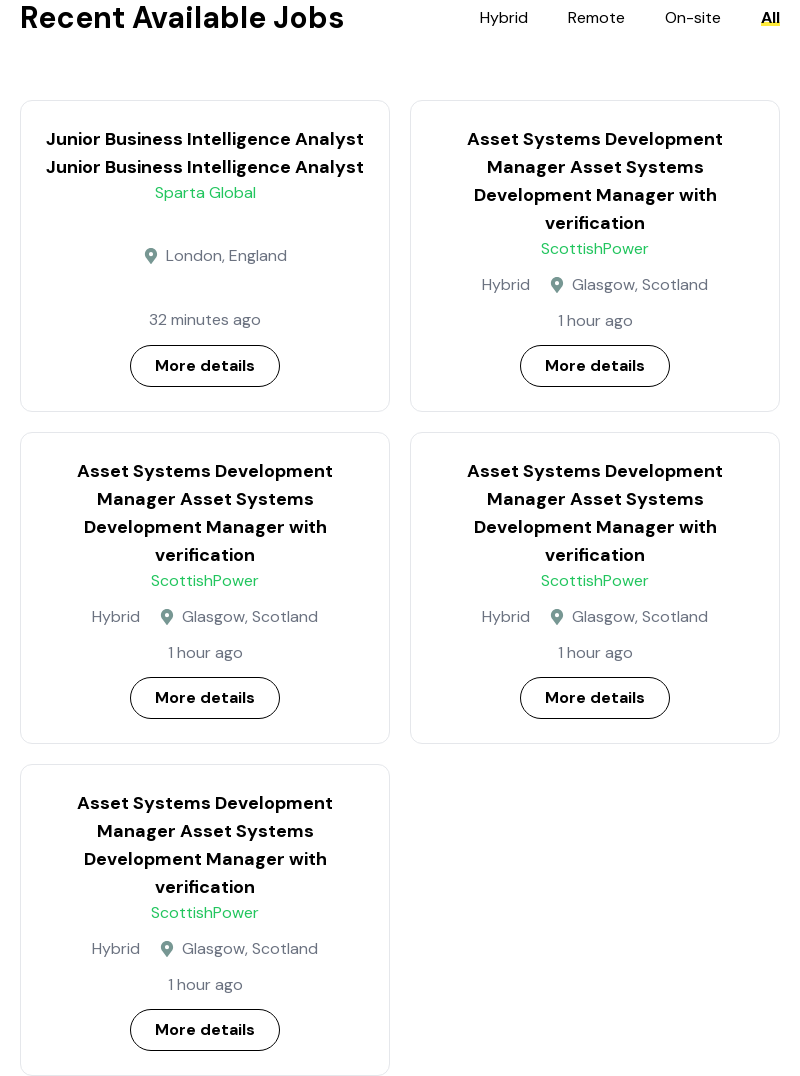 Recent Available Jobs
Hybrid
Remote
On-site
All
Junior Business Intelligence Analyst
Junior Business Intelligence Analyst
Sparta Global
London, England
32 minutes ago
More details
Asset Systems Development
Manager Asset Systems
Development Manager with
verification
ScottishPower
Hybrid
Glasgow, Scotland
1 hour ago
More details
Asset Systems Development
Manager Asset Systems
Development Manager with
verification
ScottishPower
Hybrid
Glasgow, Scotland
1 hour ago
More details
Asset Systems Development
Manager Asset Systems
Development Manager with
verification
ScottishPower
Hybrid
Glasgow, Scotland
1 hour ago
More details
Asset Systems Development
Manager Asset Systems
Development Manager with
verification
ScottishPower
Hybrid
Glasgow, Scotland
1 hour ago
More details